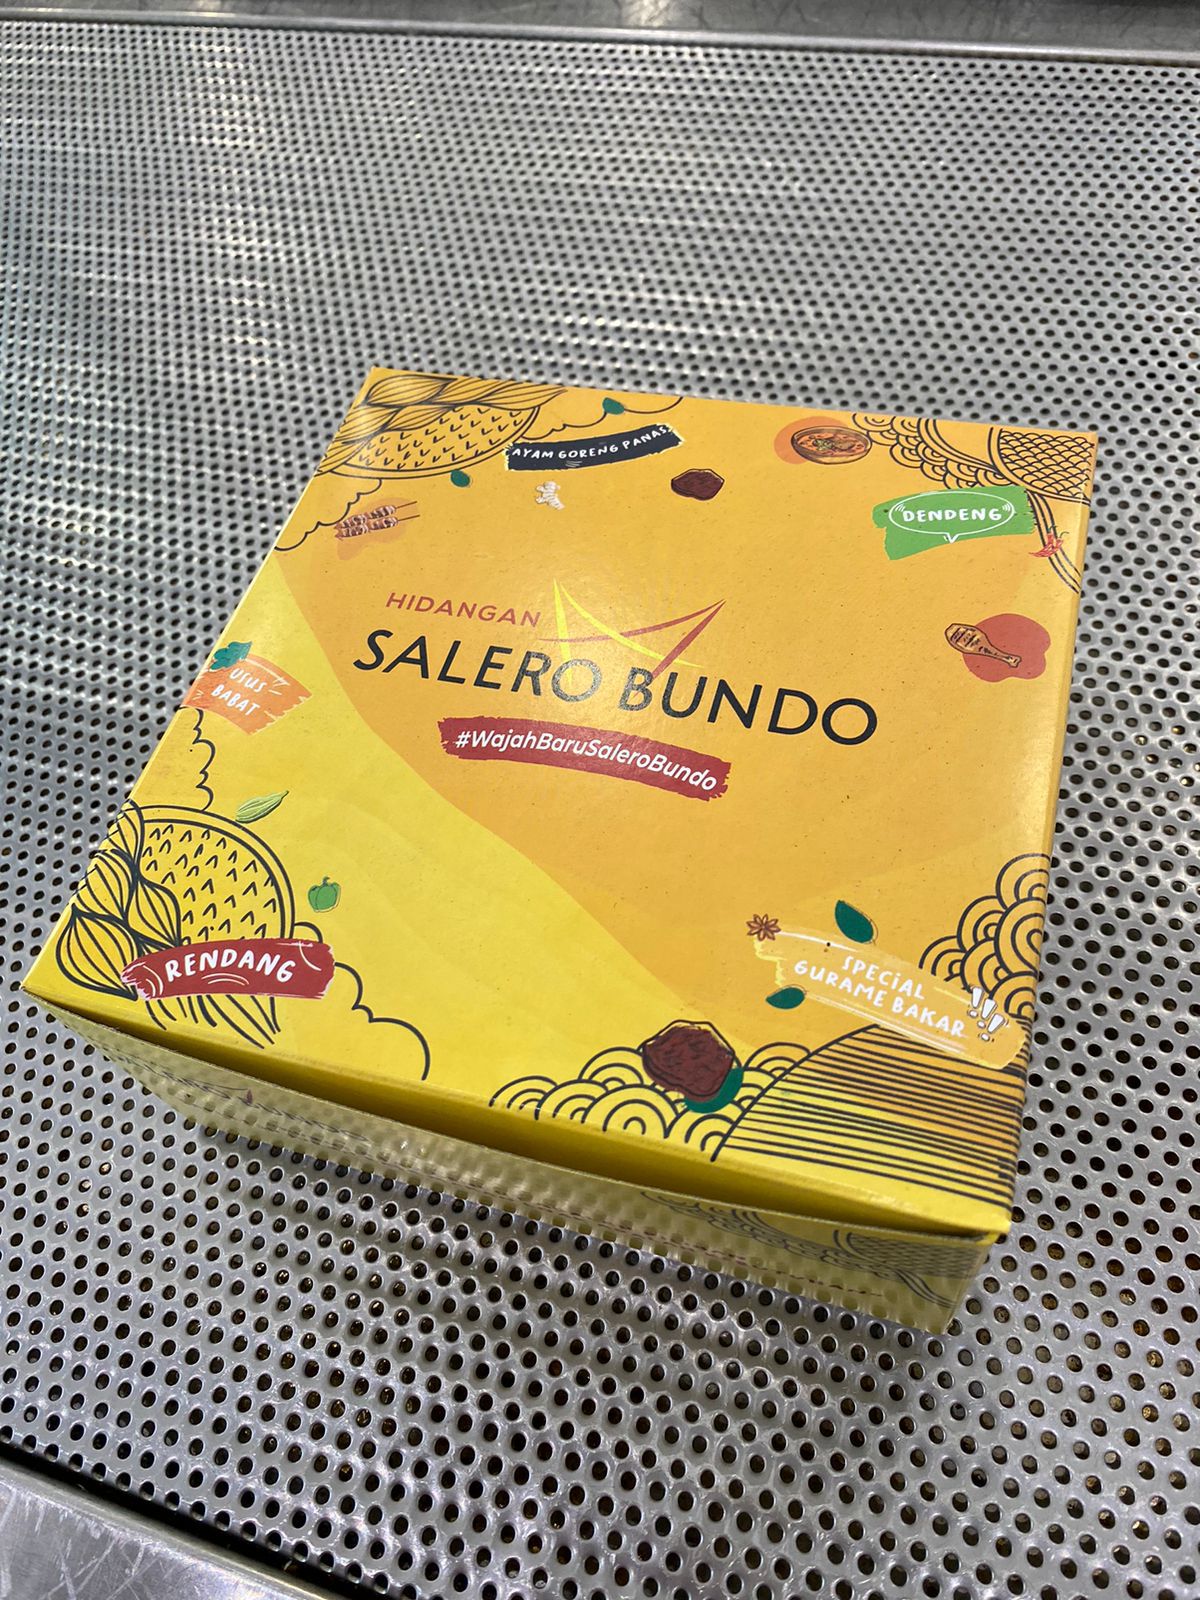 AYAM GORENG PANAS
DENDENG
HIDANGAN
SALERO BUNDO
#WajahBaruSaleroBundo
USUS
BABAT
RENDANG
SPECIAL
GURAME BAKAR !!!